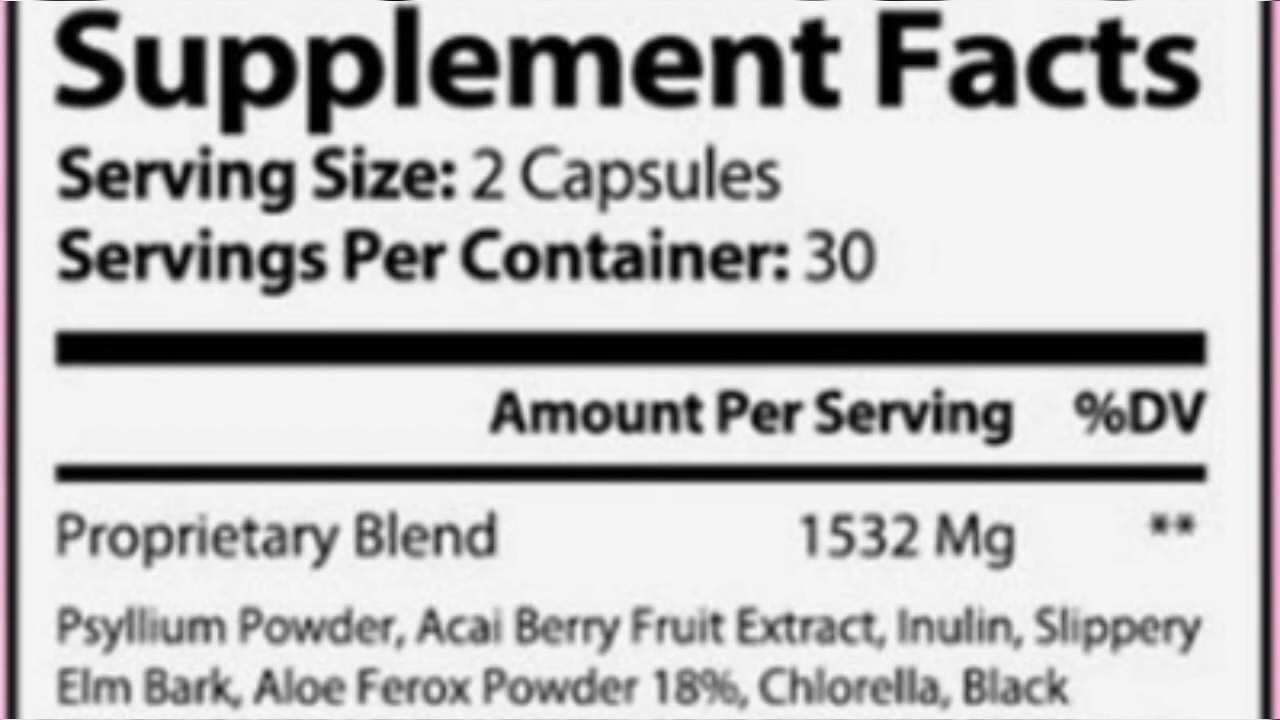 Supplement Facts
Serving Size: 2 Capsules
Servings Per Container: 30
Amount Per Serving %DV
Proprietary Blend 1532 Mg **
Psyllium Powder, Acai Berry Fruit Extract, Inulin, Slippery
Elm Bark, Aloe Ferox Powder 18%, Chlorella, Black